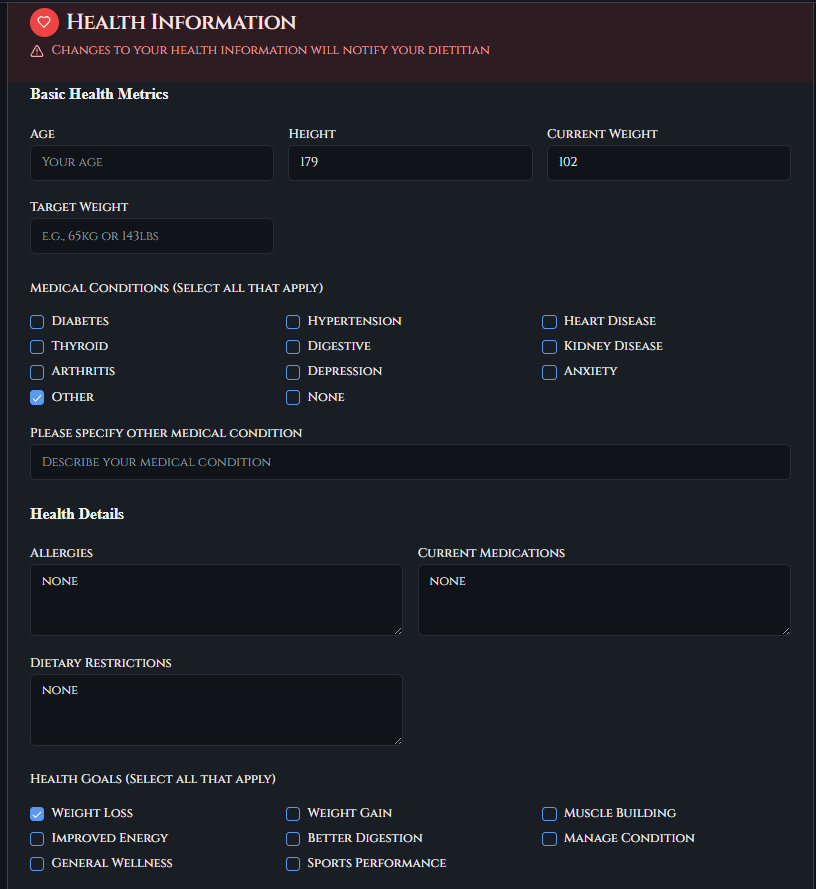 Health Information
Changes to your health information will notify your dietitian
Basic Health Metrics
Age Height Current Weight
Your age 179 102
Target Weight
e.g., 65kg or 143lbs
Medical Conditions (Select all that apply)
Diabetes Hypertension Heart Disease
Thyroid Digestive Kidney Disease
Arthritis Depression Anxiety
Other None
Please specify other medical condition
Describe your medical condition
Health Details
Allergies Current Medications
none none
Dietary Restrictions
none
Health Goals (Select all that apply)
Weight Loss Weight Gain Muscle Building
Improved Energy Better Digestion Manage Condition
General Wellness Sports Performance